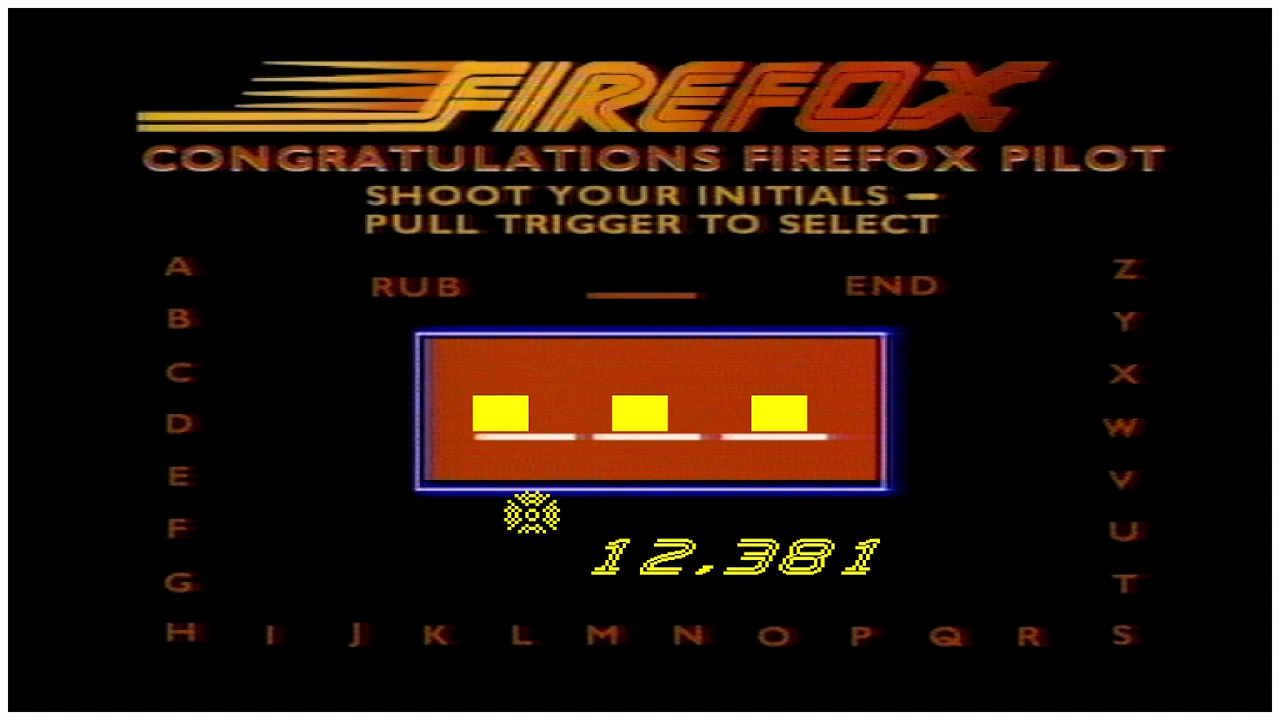 FIREFOX
CONGRATULATIONS FIREFOX PILOT
SHOOT YOUR INITIALS –
PULL TRIGGER TO SELECT
A Z
RUB END
B Y
C X
D W
E V
F U
12,381
G T
H I J K L M N O P Q R S